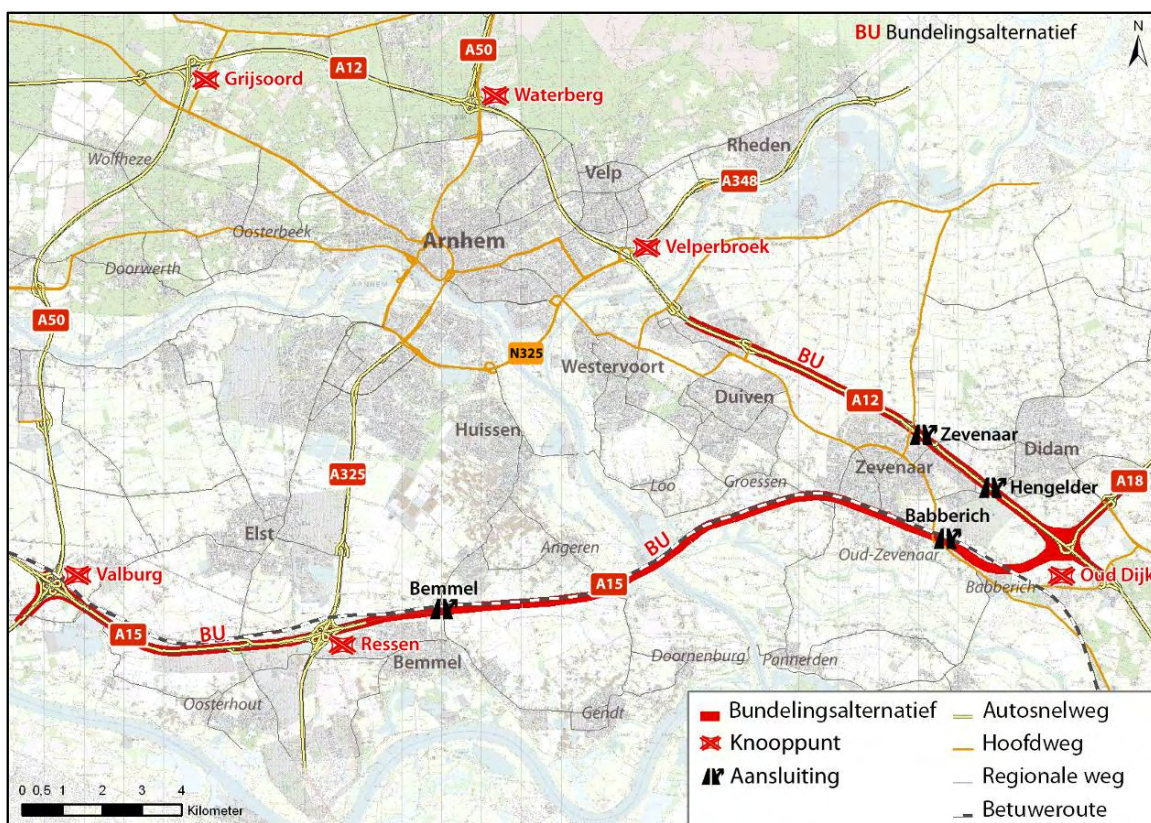 BU Bundelingsalternatief
N
A50
A12
Grijsoord
Waterberg
Wolfheze
Velp
Rheden
A348
Oosterbeek
Arnhem
Velperbroek
Doorwerth
ARNHEM
A50
N325
Westervoort
BU
Duiven
A12
Huissen
Zevenaar
Didam
A325
Zevenaar
Loo
Groessen
Hengelder
A18
Elst
Babberich
Angeren
BU
Oud-Zevenaar
Valburg
Bemmel
A15
Babberich
Oud Dijk
A15
BU
Ressen
Bemmel
Doornenburg
Pannerden
Oosterhout
Gendt
Bundelingsalternatief
Knooppunt
Aansluiting
Autosnelweg
Hoofdweg
Regionale weg
Betuweroute
0 0,5 1 2 3 4
Kilometer